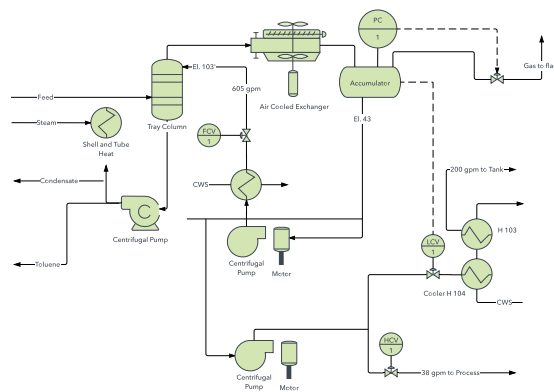 PC
1
Gas to fla
El. 103'
605 gpm
Accumulator
Feed
Air Cooled Exchanger
El. 43
Steam
Tray Column
FCV
1
Shell and Tube
Heat
200 gpm to Tank
Condensate
CWS
C
H 103
LCV
1
Centrifugal Pump
Toluene
Centrifugal
Pump
Motor
Cooler H 104
CWS
HCV
1
38 gpm to Process
Centrifugal
Pump
Motor